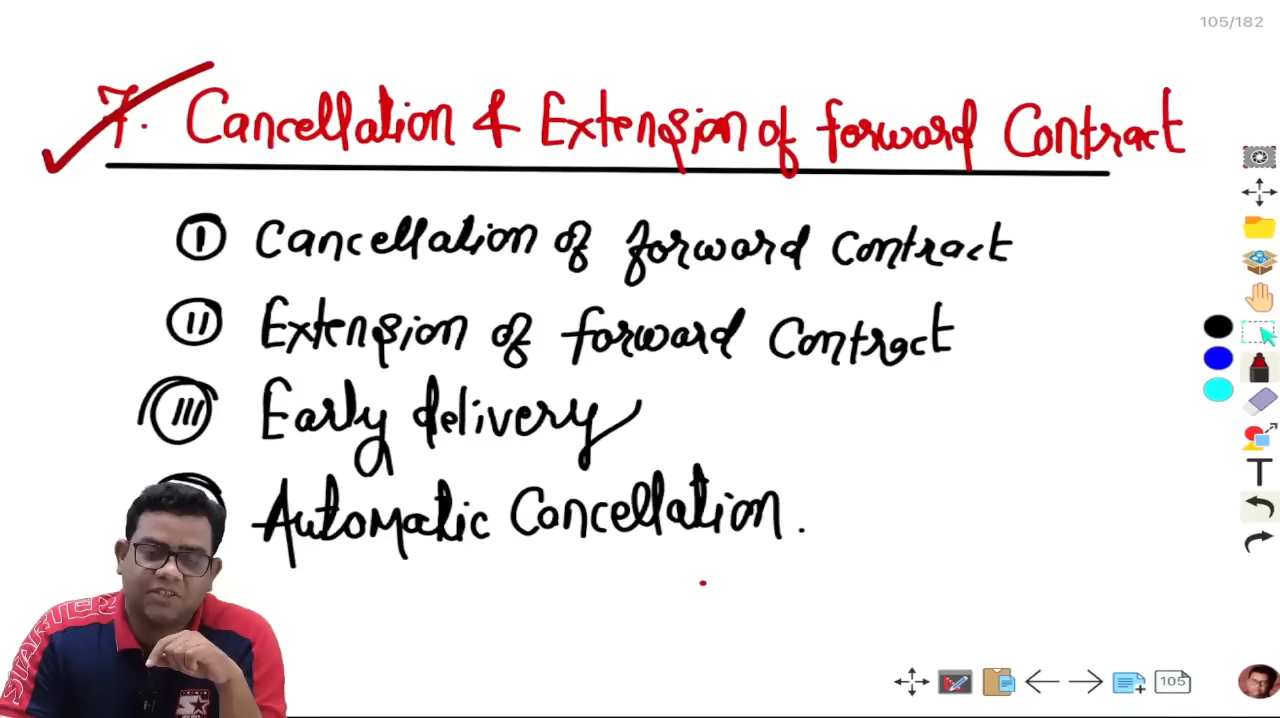 105/182
7. Cancellation & Extension of forward Contract
I Cancellation of forward contract
II Extension of forward Contract
III Early delivery
Automatic Cancellation.
STARTER
T
105